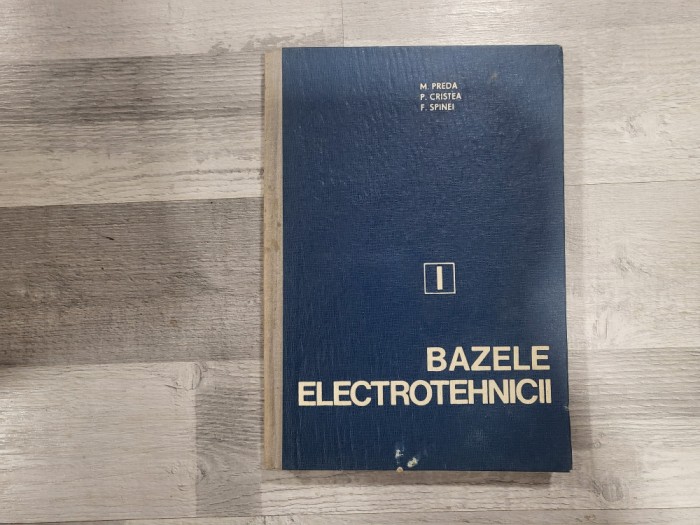 M. PREDA
P. CRISTEA
F. SPINEI
I
BAZELE
ELECTROTEHNICII